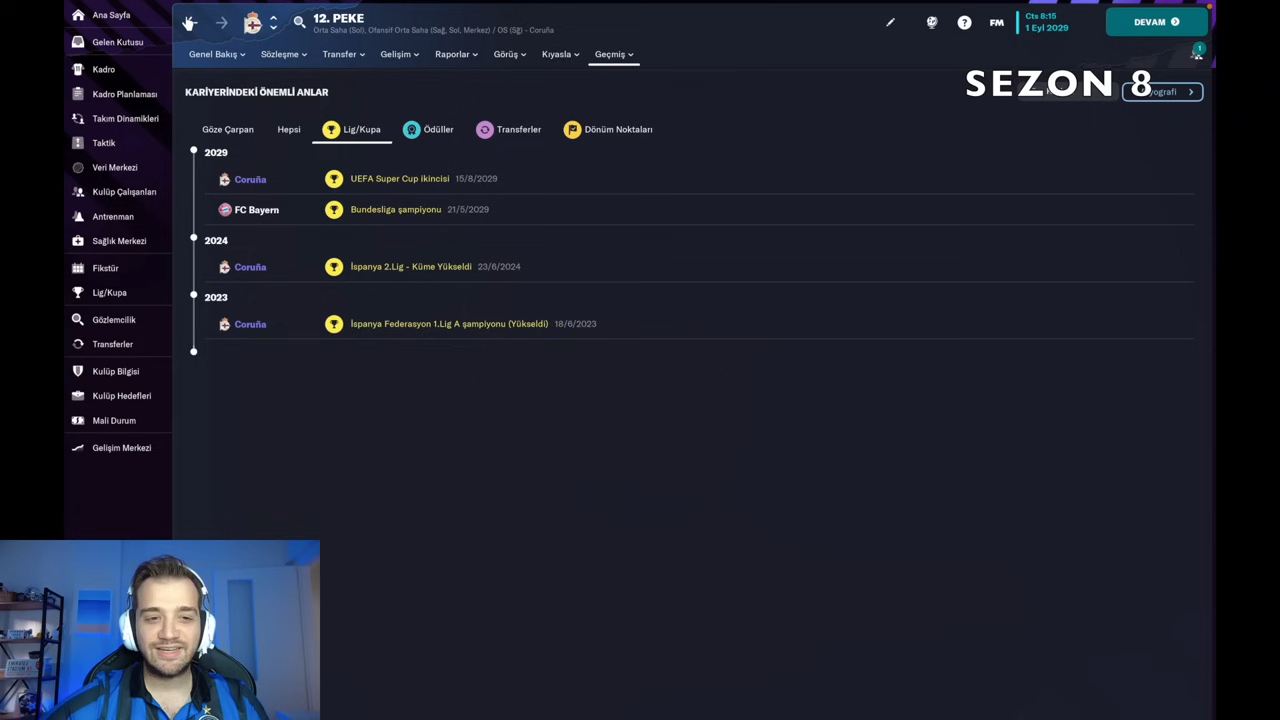 Ana Sayfa
Gelen Kutusu
Kadro
Kadro Planlaması
Takım Dinamikleri
Taktik
Veri Merkezi
Kulüp Çalışanları
Antrenman
Sağlık Merkezi
Fikstür
Lig/Kupa
Gözlemcilik
Transferler
Kulüp Bilgisi
Kulüp Hedefleri
Mali Durum
Gelişim Merkezi
12. PEKE
Orta Saha (Sol), Ofansif Orta Saha (Sağ, Sol, Merkez) / OS (Sğ) - Coruña
FM
Cts 8:15
1 Eyl 2029
DEVAM
1
Genel Bakış
Sözleşme
Transfer
Gelişim
Raporlar
Görüş
Kıyasla
Geçmiş
KARİYERİNDEKİ ÖNEMLİ ANLAR
SEZON 8
Göze Çarpan
Hepsi
Lig/Kupa
Ödüller
Transferler
Dönüm Noktaları
2029
Coruña UEFA Super Cup ikincisi 15/8/2029
FC Bayern Bundesliga şampiyonu 21/5/2029
2024
Coruña İspanya 2.Lig - Küme Yükseldi 23/6/2024
2023
Coruña İspanya Federasyon 1.Lig A şampiyonu (Yükseldi) 18/6/2023